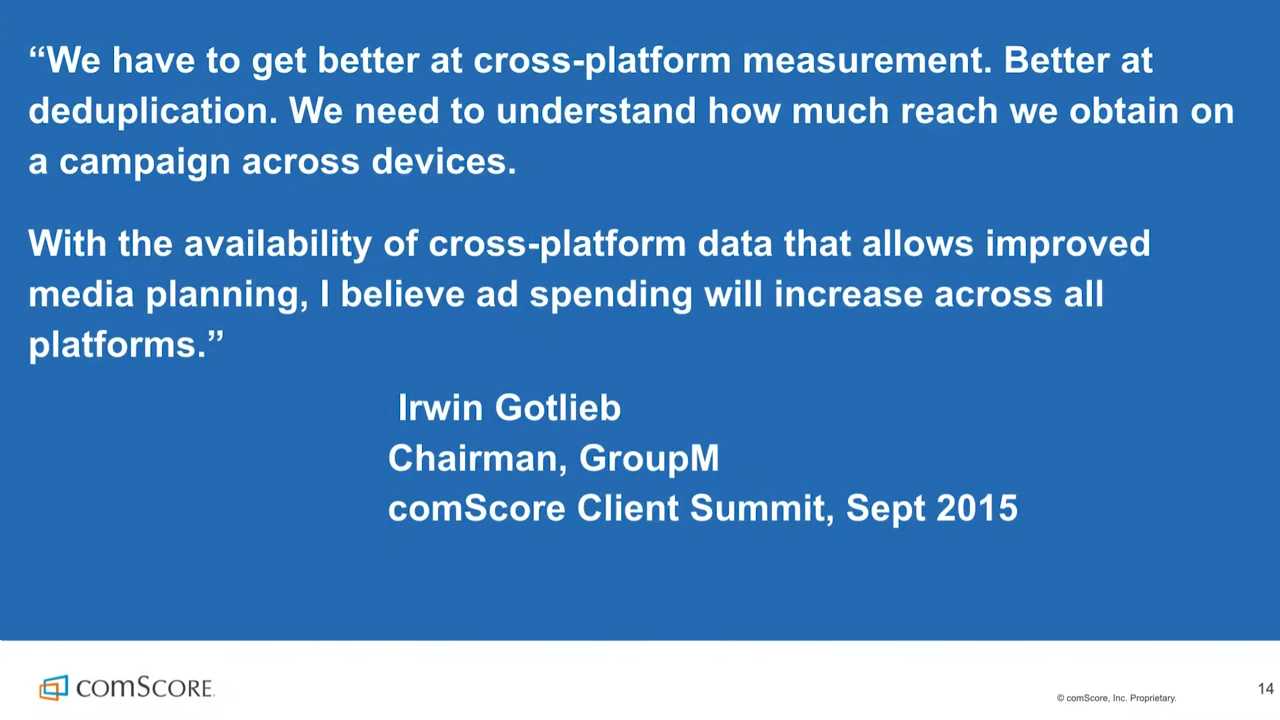 “We have to get better at cross-platform measurement. Better at
deduplication. We need to understand how much reach we obtain on
a campaign across devices.
With the availability of cross-platform data that allows improved
media planning, I believe ad spending will increase across all
platforms.”
Irwin Gotlieb
Chairman, GroupM
comScore Client Summit, Sept 2015
comScore.
© comScore, Inc. Proprietary.
14